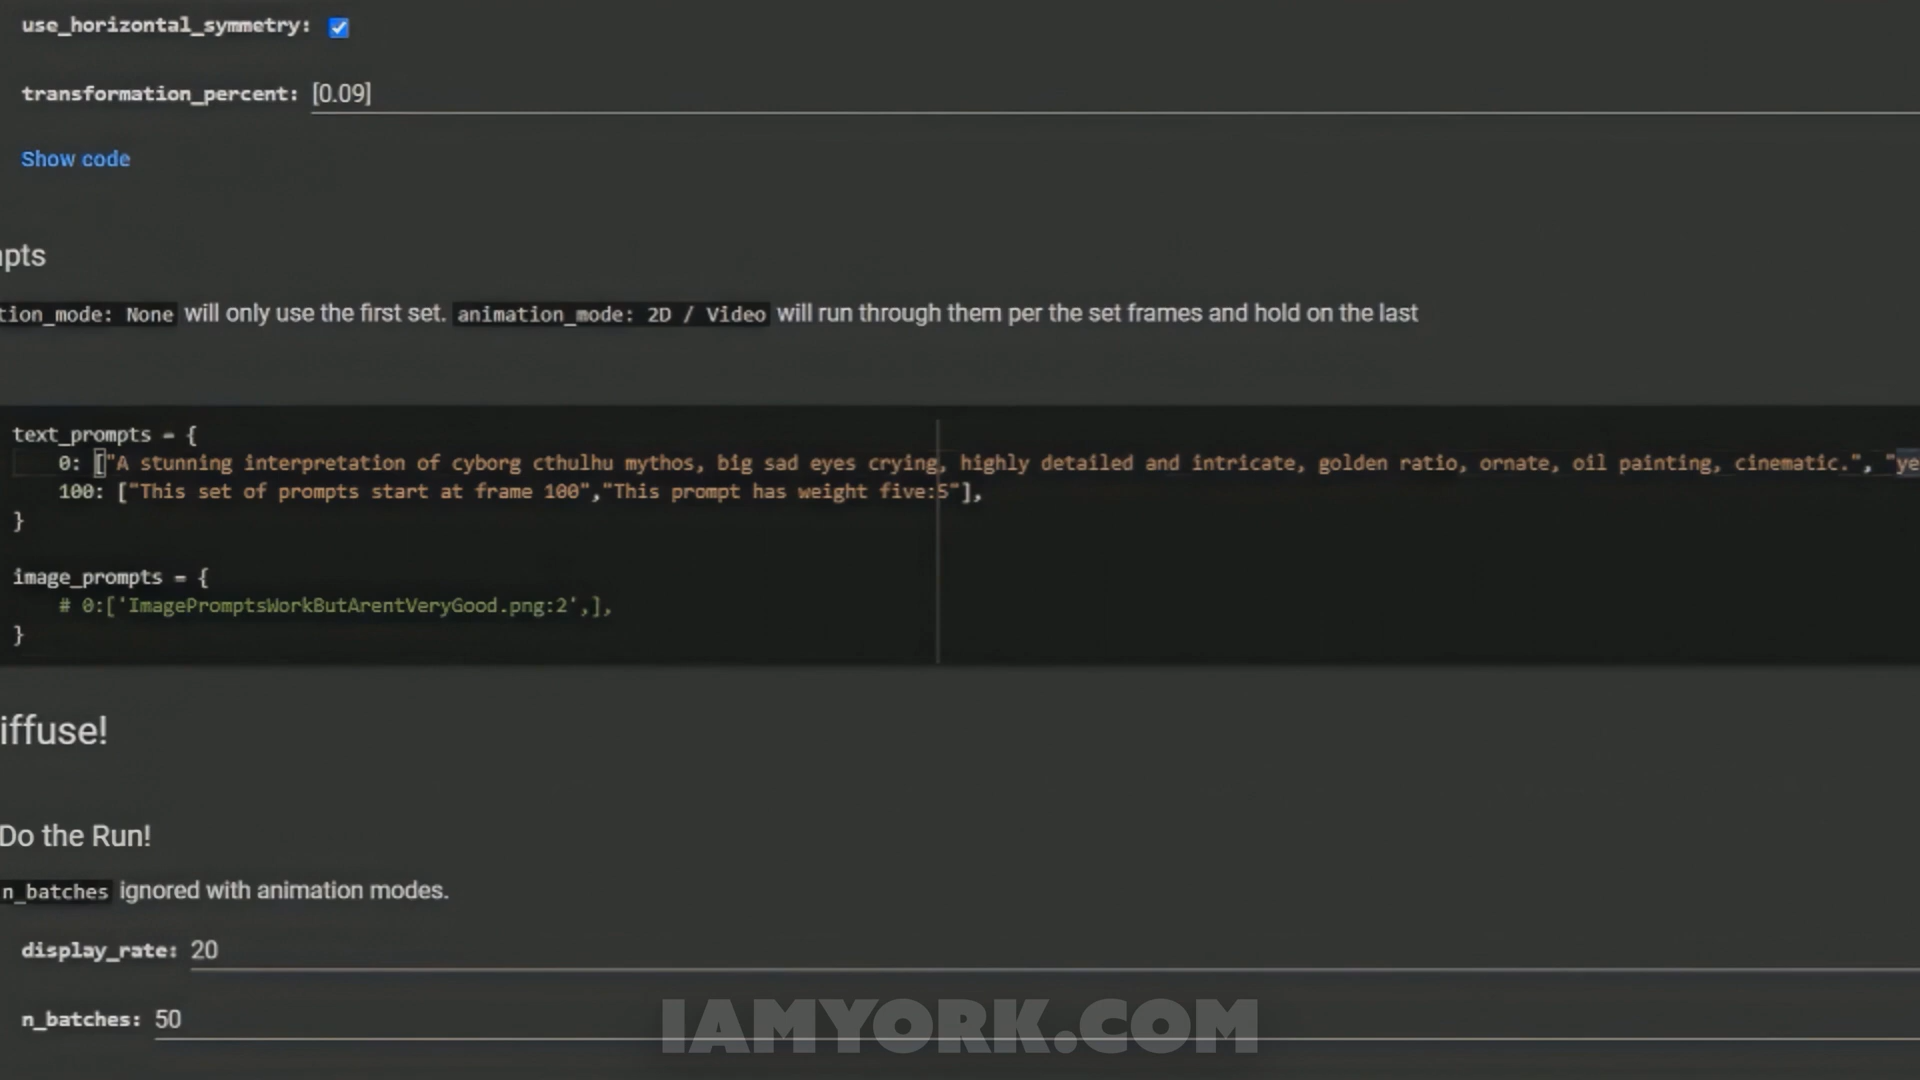 use_horizontal_symmetry:
transformation_percent: [0.09]
Show code
pts
tion_mode: None will only use the first set. animation_mode: 2D / Video will run through them per the set frames and hold on the last
text_prompts = {
0: ["A stunning interpretation of cyborg cthulhu mythos, big sad eyes crying, highly detailed and intricate, golden ratio, ornate, oil painting, cinematic.", "ye
100: ["This set of prompts start at frame 100","This prompt has weight five:5"],
}
image_prompts = {
# 0:['ImagePromptsWorkButArentVeryGood.png:2',],
}
iffuse!
Do the Run!
n_batches ignored with animation modes.
display_rate: 20
n_batches: 50
IAMYORK.COM